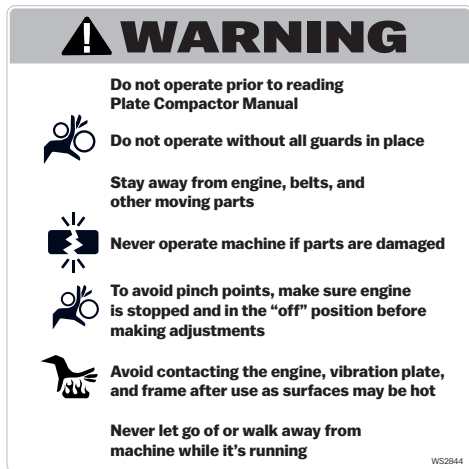 WARNING
Do not operate prior to reading
Plate Compactor Manual
Do not operate without all guards in place
Stay away from engine, belts, and
other moving parts
Never operate machine if parts are damaged
To avoid pinch points, make sure engine
is stopped and in the “off” position before
making adjustments
Avoid contacting the engine, vibration plate,
and frame after use as surfaces may be hot
Never let go of or walk away from
machine while it’s running
WS2844